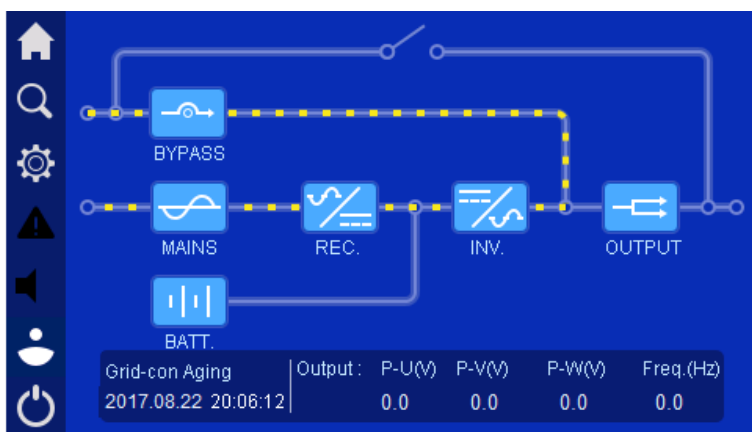 BYPASS
MAINS
REC.
INV.
OUTPUT
BATT.
Grid-con Aging
2017.08.22 20:06:12
Output : P-U(V) P-V(V) P-W(V) Freq.(Hz)
0.0 0.0 0.0 0.0